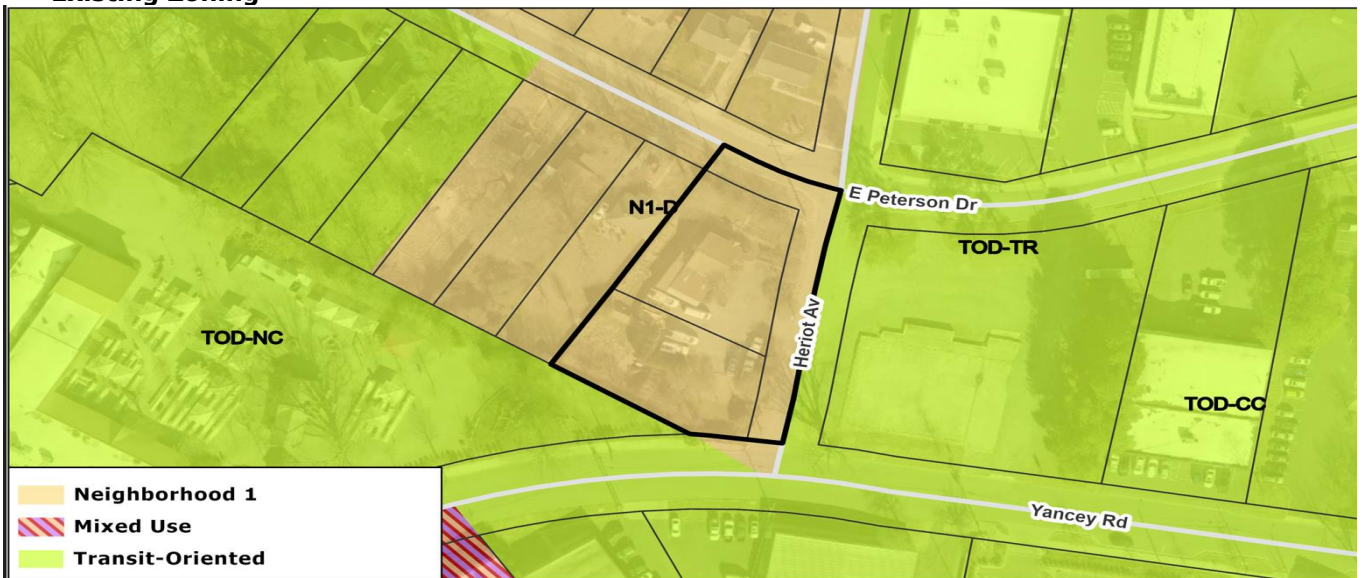 Existing Zoning
E Peterson Dr
N1-D
TOD-TR
Heriot Av
TOD-NC
TOD-CC
Neighborhood 1
Mixed Use
Transit-Oriented
Yancey Rd